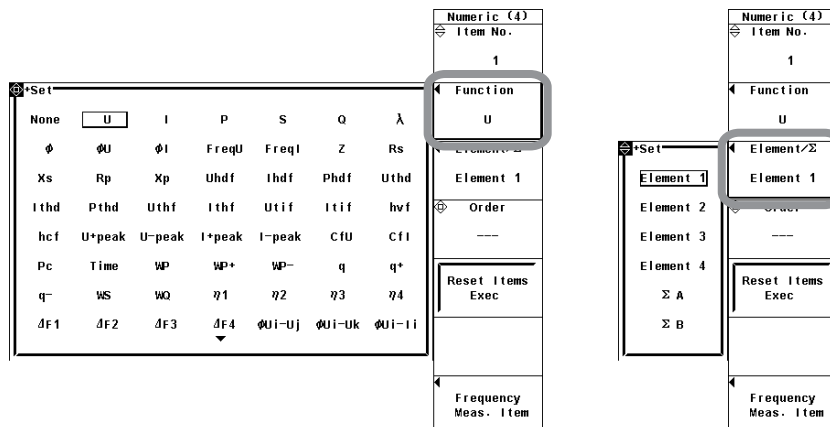 Numeric (4)
Item No.
1
+Set
Function
None U I P S Q λ
U
ϕ ϕU ϕI FreqU FreqI Z Rs
Element/Σ
Xs Rp Xp Uhdf Ihdf Phdf Uthd
Element 1
Ithd Pthd Uthf Ithf Utif Itif hvf
Order
hcf U+peak U-peak I+peak I-peak CfU CfI
---
Pc Time WP WP+ WP- q q+
Reset Items
Exec
q- WS WQ η1 η2 η3 η4
ΔF1 ΔF2 ΔF3 ΔF4 ϕUi-Uj ϕUi-Uk ϕUi-Ii
Frequency
Meas. Item
Numeric (4)
Item No.
1
Function
U
+Set
Element/Σ
Element 1
Element 1
Element 2
Order
Element 3
---
Element 4
Reset Items
Exec
Σ A
Σ B
Frequency
Meas. Item